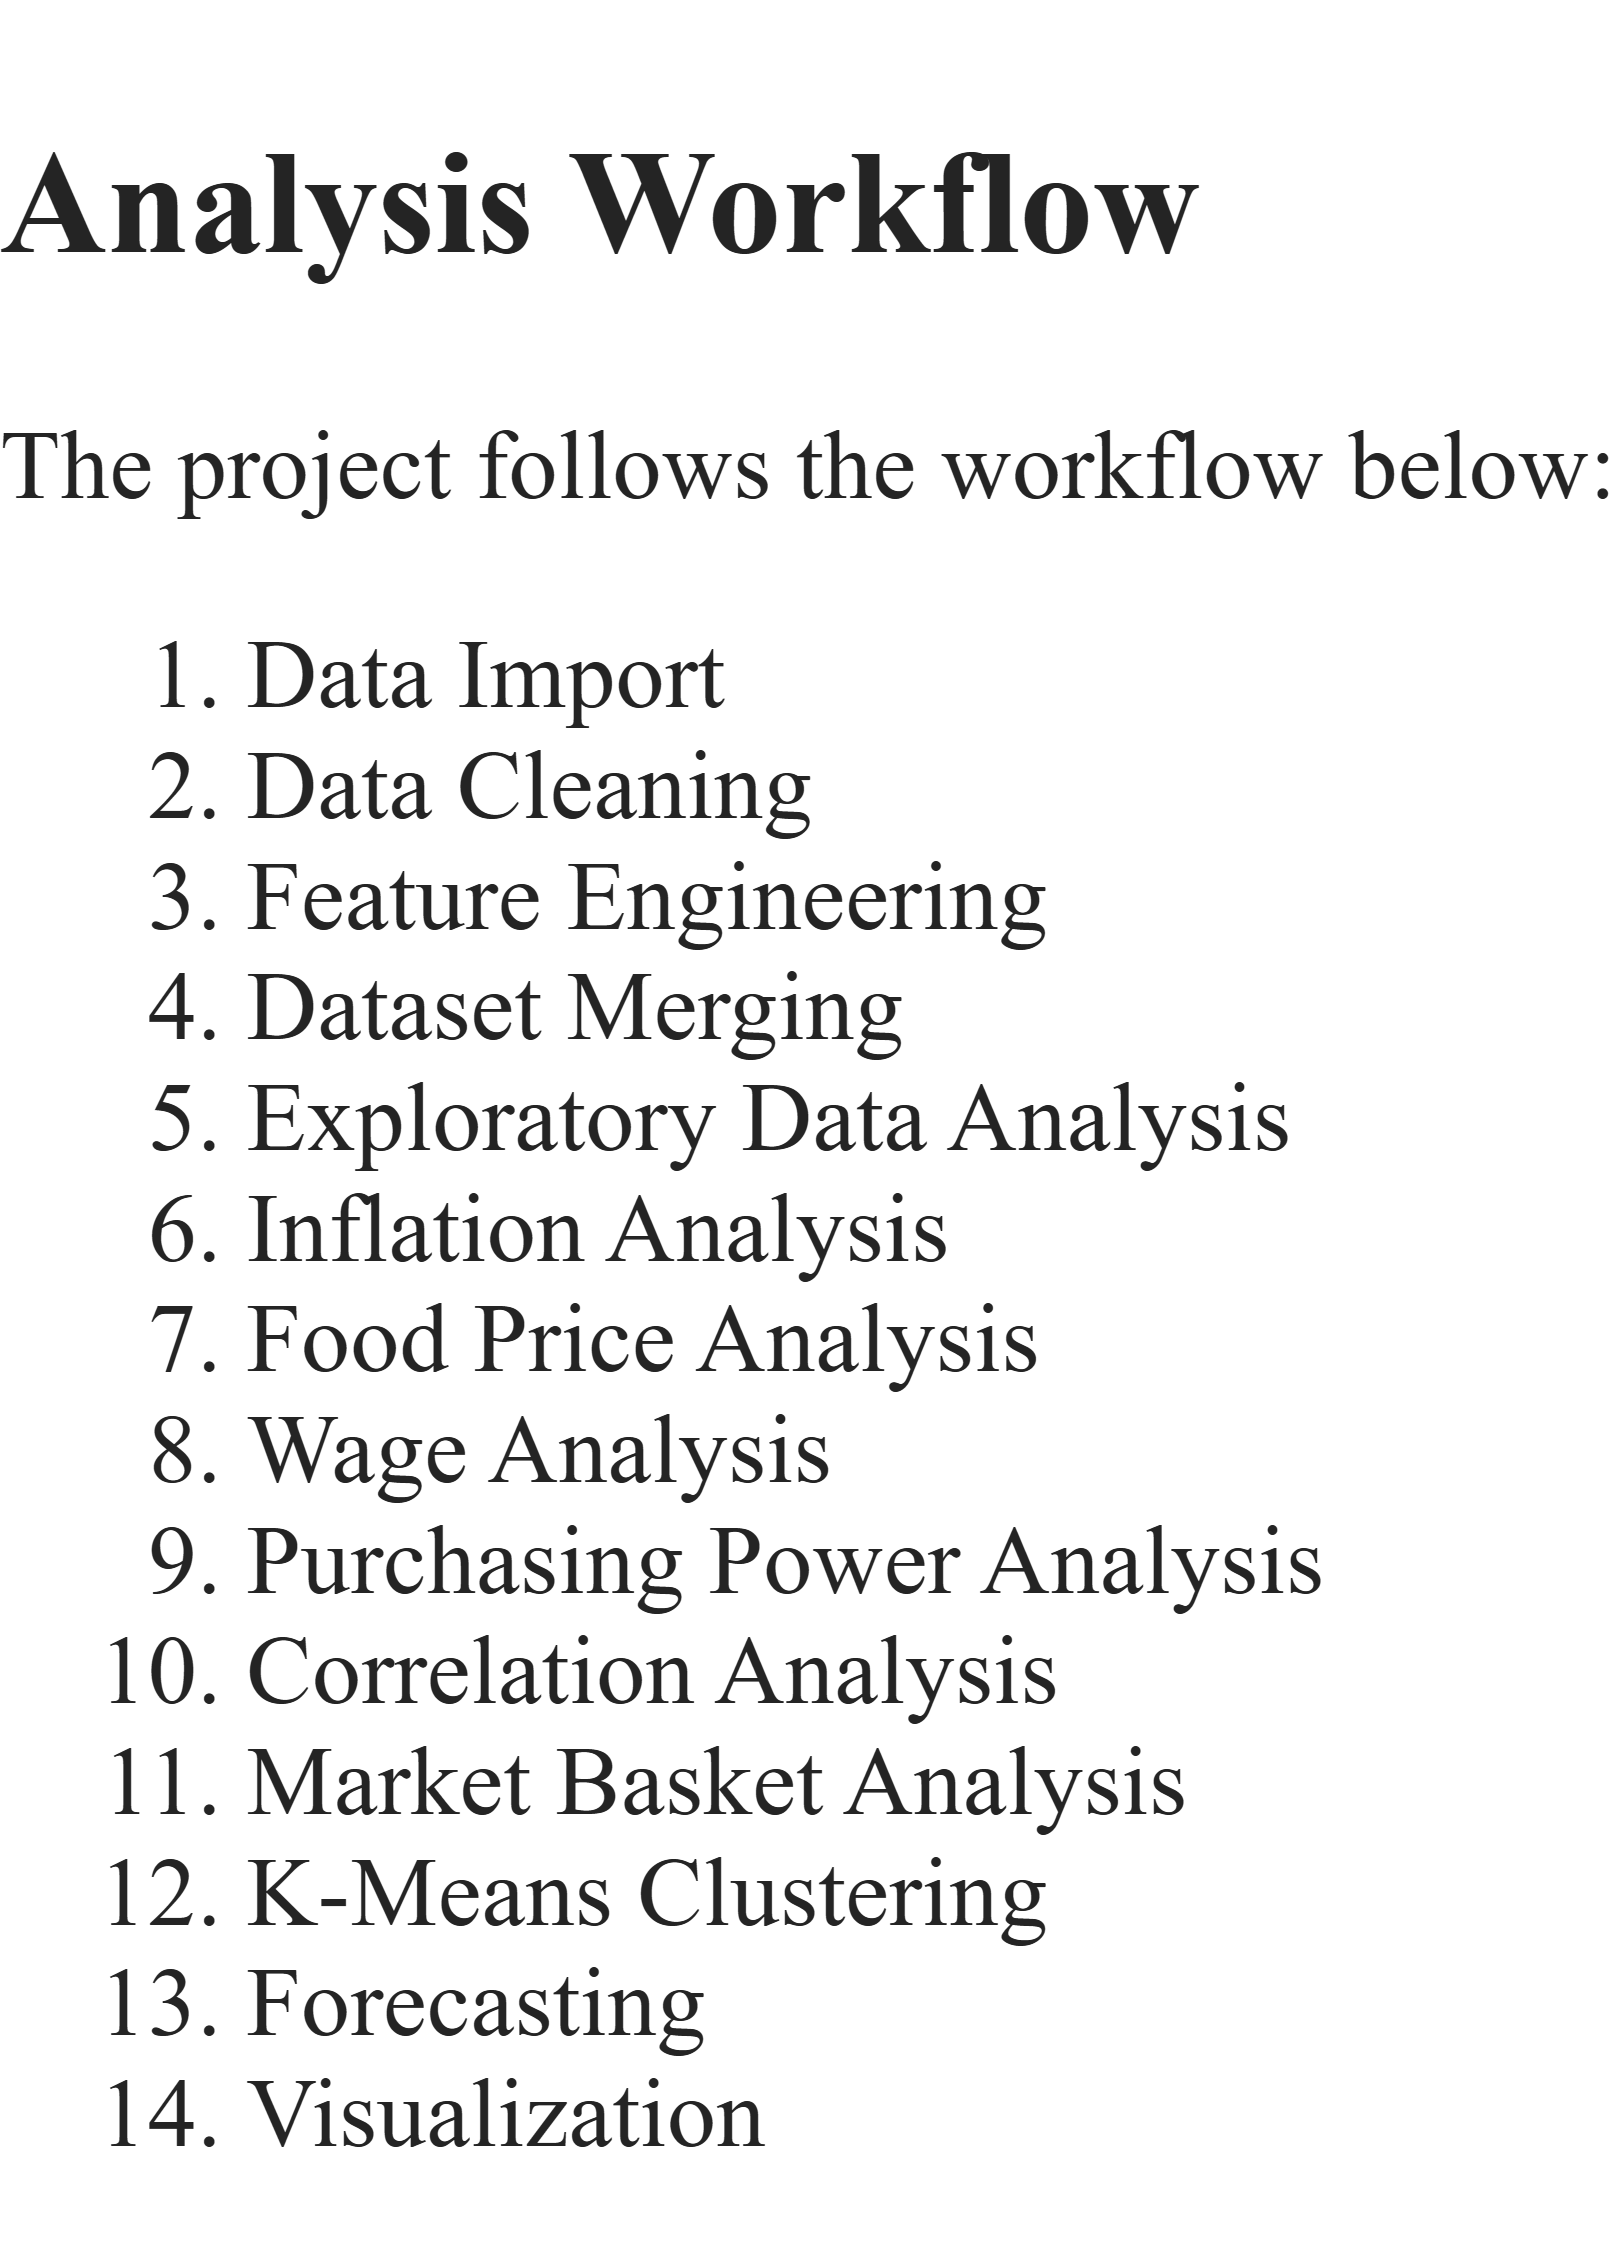 Analysis Workflow
The project follows the workflow below:
1. Data Import
2. Data Cleaning
3. Feature Engineering
4. Dataset Merging
5. Exploratory Data Analysis
6. Inflation Analysis
7. Food Price Analysis
8. Wage Analysis
9. Purchasing Power Analysis
10. Correlation Analysis
11. Market Basket Analysis
12. K-Means Clustering
13. Forecasting
14. Visualization